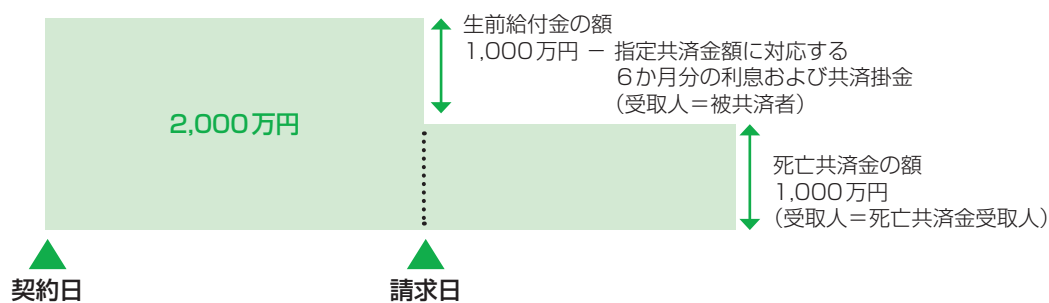 生前給付金の額
1,000万円 － 指定共済金額に対応する
６か月分の利息および共済掛金
（受取人＝被共済者）
2,000万円
死亡共済金の額
1,000万円
（受取人＝死亡共済金受取人）
契約日
請求日